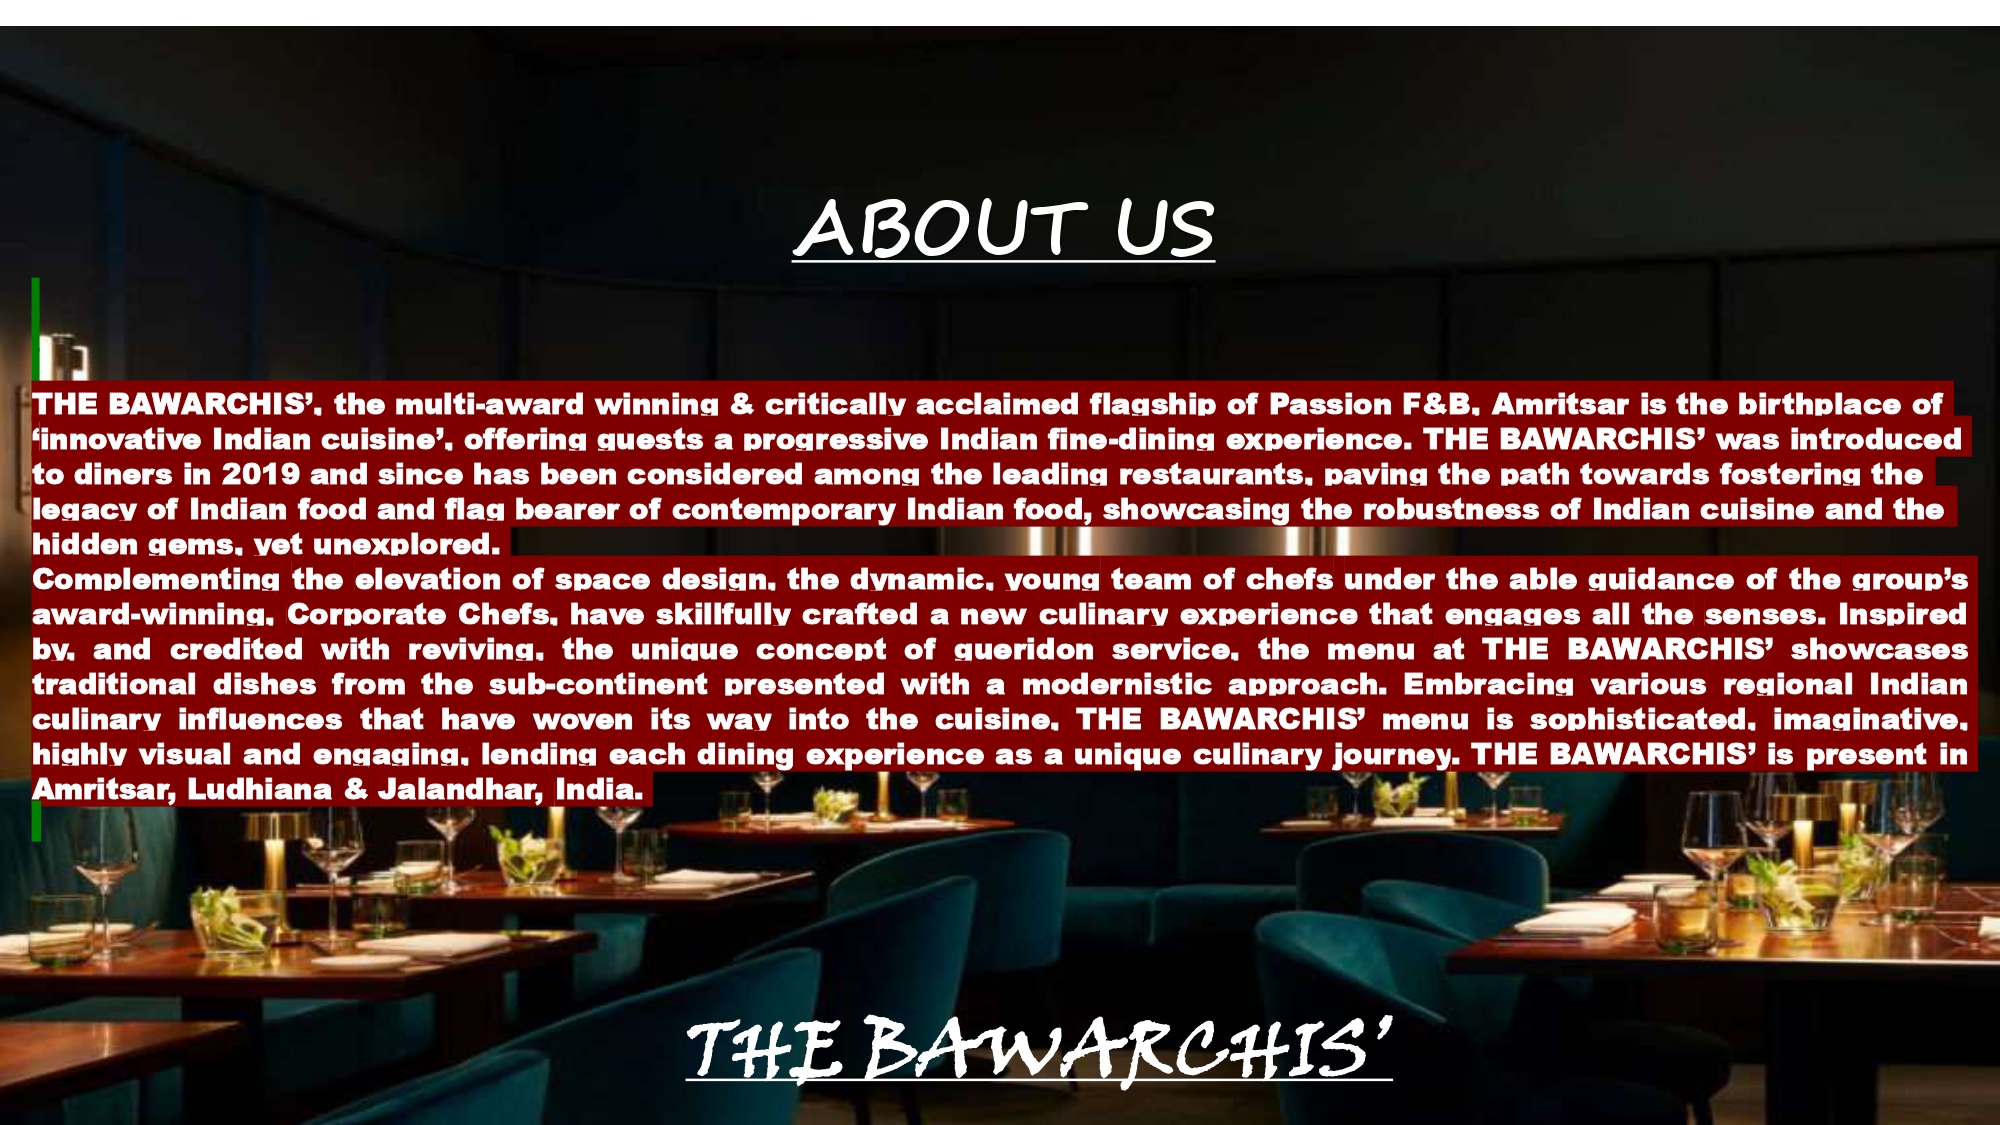 ABOUT US
THE BAWARCHIS’, the multi-award winning & critically acclaimed flagship of Passion F&B, Amritsar is the birthplace of
‘innovative Indian cuisine’, offering guests a progressive Indian fine-dining experience. THE BAWARCHIS’ was introduced
to diners in 2019 and since has been considered among the leading restaurants, paving the path towards fostering the
legacy of Indian food and flag bearer of contemporary Indian food, showcasing the robustness of Indian cuisine and the
hidden gems, yet unexplored.
Complementing the elevation of space design, the dynamic, young team of chefs under the able guidance of the group’s
award-winning, Corporate Chefs, have skillfully crafted a new culinary experience that engages all the senses. Inspired
by, and credited with reviving, the unique concept of gueridon service, the menu at THE BAWARCHIS’ showcases
traditional dishes from the sub-continent presented with a modernistic approach. Embracing various regional Indian
culinary influences that have woven its way into the cuisine, THE BAWARCHIS’ menu is sophisticated, imaginative,
highly visual and engaging, lending each dining experience as a unique culinary journey. THE BAWARCHIS’ is present in
Amritsar, Ludhiana & Jalandhar, India.
THE BAWARCHIS’